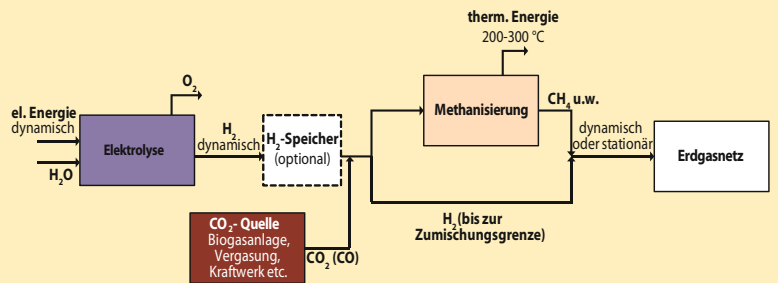 therm. Energie
200-300 °C
O₂
el. Energie
dynamisch
H₂O
Elektrolyse
H₂
dynamisch
H₂-Speicher
(optional)
Methanisierung
CH₄ u.w.
dynamisch
oder stationär
Erdgasnetz
H₂ (bis zur
Zumischungsgrenze)
CO₂- Quelle
Biogasanlage,
Vergasung,
Kraftwerk etc.
CO₂ (CO)